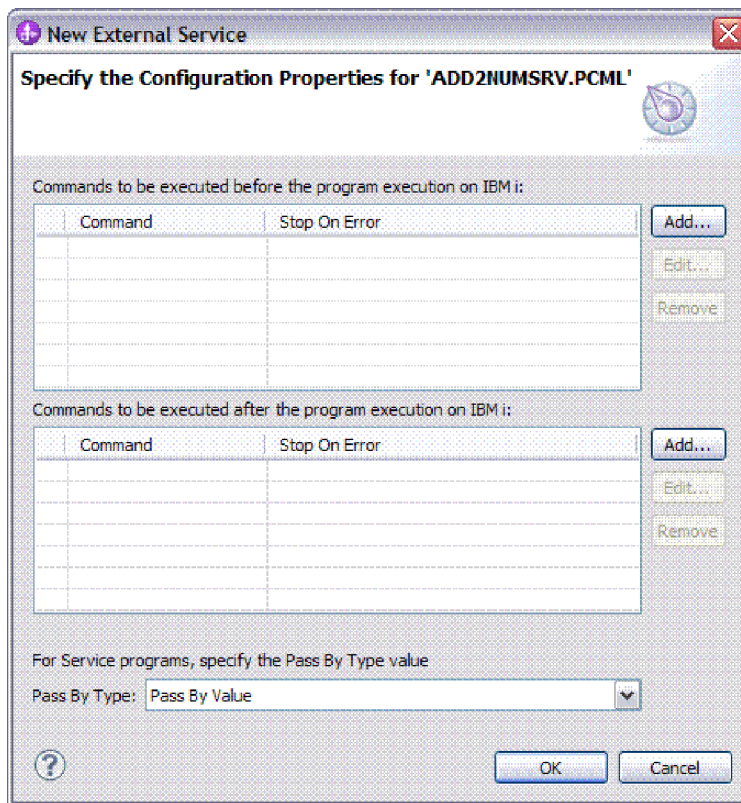 New External Service
Specify the Configuration Properties for 'ADD2NUMSRV.PCML'
Commands to be executed before the program execution on IBM i:
Command Stop On Error
Add...
Edit...
Remove
Commands to be executed after the program execution on IBM i:
Command Stop On Error
Add...
Edit...
Remove
For Service programs, specify the Pass By Type value
Pass By Type: Pass By Value
? OK Cancel